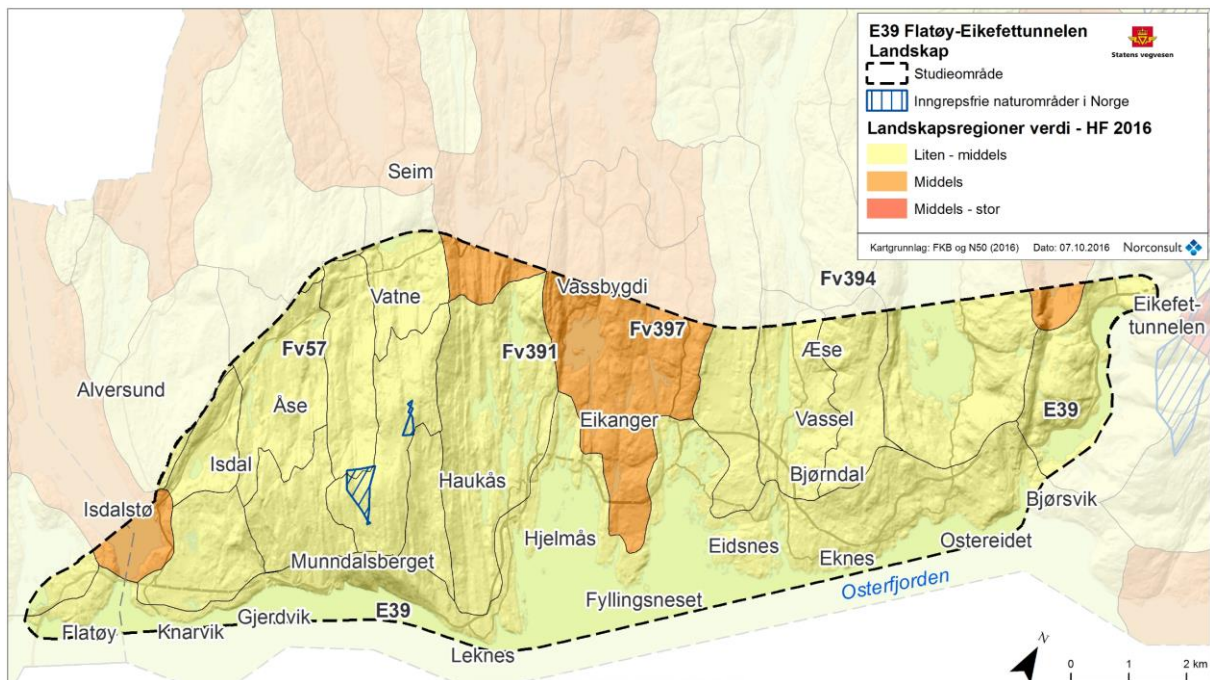 E39 Flatøy-Eikefettunnelen
Landskap
Statens vegvesen
Studieområde
Inngrepsfrie naturområder i Norge
Landskapsregioner verdi - HF 2016
Liten - middels
Middels
Middels - stor
Kartgrunnlag: FKB og N50 (2016) Dato: 07.10.2016 Norconsult
Seim
Fv394
Vassbygdi
Vatne
Eikefet-
tunnelen
Fv397
Fv57
Fv391
Æse
Alversund
Åse
E39
Eikanger
Vassel
Isdal
Bjørndal
Haukås
Isdalstø
Bjørsvik
Hjelmås
Ostereidet
Eidsnes
Eknes
Munndalsberget
Osterfjorden
Fyllingsneset
Gjerdvik
E39
Flatøy
Knarvik
Leknes
N
0 1 2 km